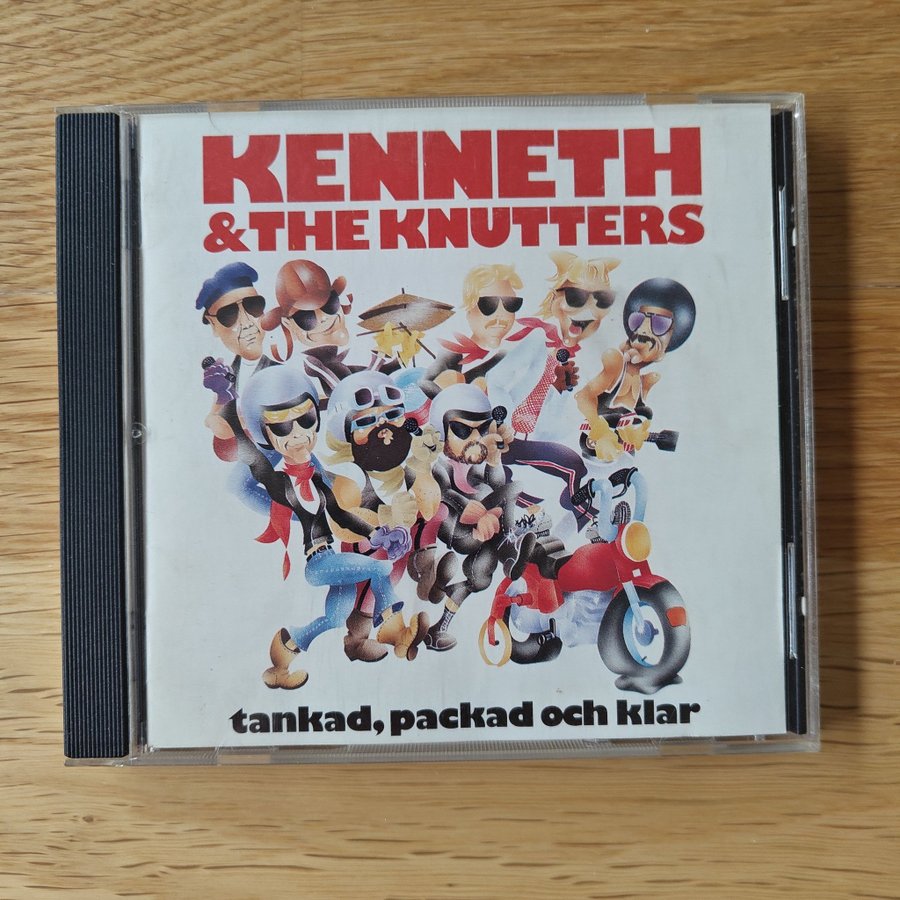 KENNETH
& THE KNUTTERS
tankad, packad och klar